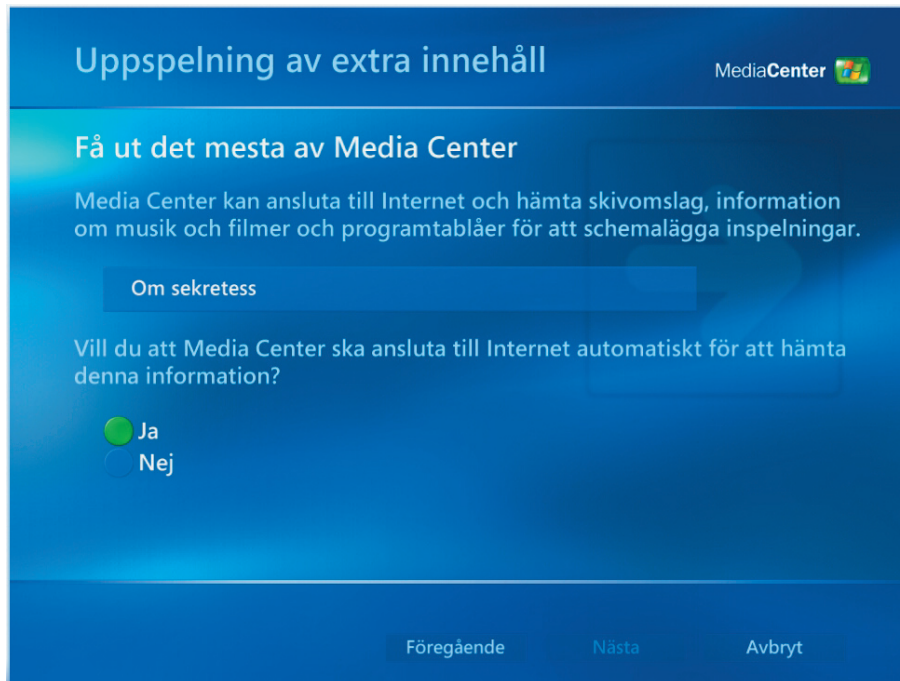 Uppspelning av extra innehåll
MediaCenter
Få ut det mesta av Media Center
Media Center kan ansluta till Internet och hämta skivomslag, information
om musik och filmer och programtablåer för att schemalägga inspelningar.
Om sekretess
Vill du att Media Center ska ansluta till Internet automatiskt för att hämta
denna information?
Ja
Nej
Föregående Nästa Avbryt